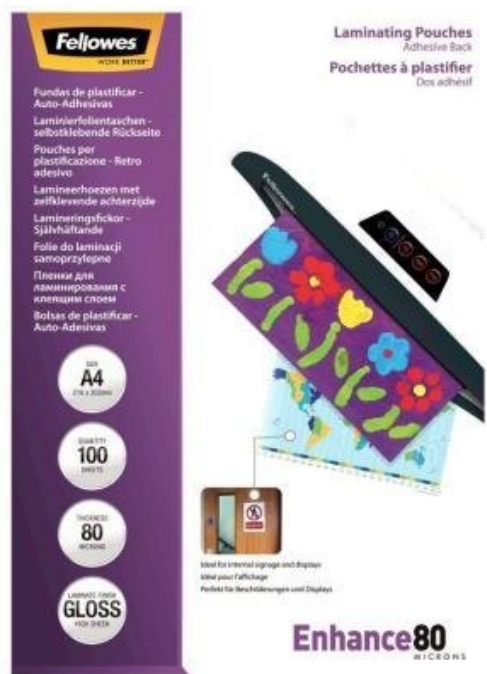 Fellowes
WORK BETTER™
Laminating Pouches
Adhesive Back
Pochettes à plastifier
Dos adhésif
Fundas de plastificar -
Auto-Adhesivas
Laminierfolientaschen -
selbstklebende Rückseite
Pouches per
plastificazione - Retro
adesivo
Lamineerhoezen met
zelfklevende achterzijde
Lamineringsfickor -
Självhäftande
Folie do laminacji
samoprzylepne
Пленки для
ламинирования с
клеящим слоем
Bolsas de plastificar -
Auto-Adesivas
Fellowes
SIZE
A4
QUANTITY
100
SHEETS
THICKNESS
80
MICRONS
LAMINATE FINISH
GLOSS
HIGH SHEEN
Ideal for internal signage and displays
Idéal pour l'affichage
Perfekt für Beschilderungen und Displays
Enhance80
MICRONS